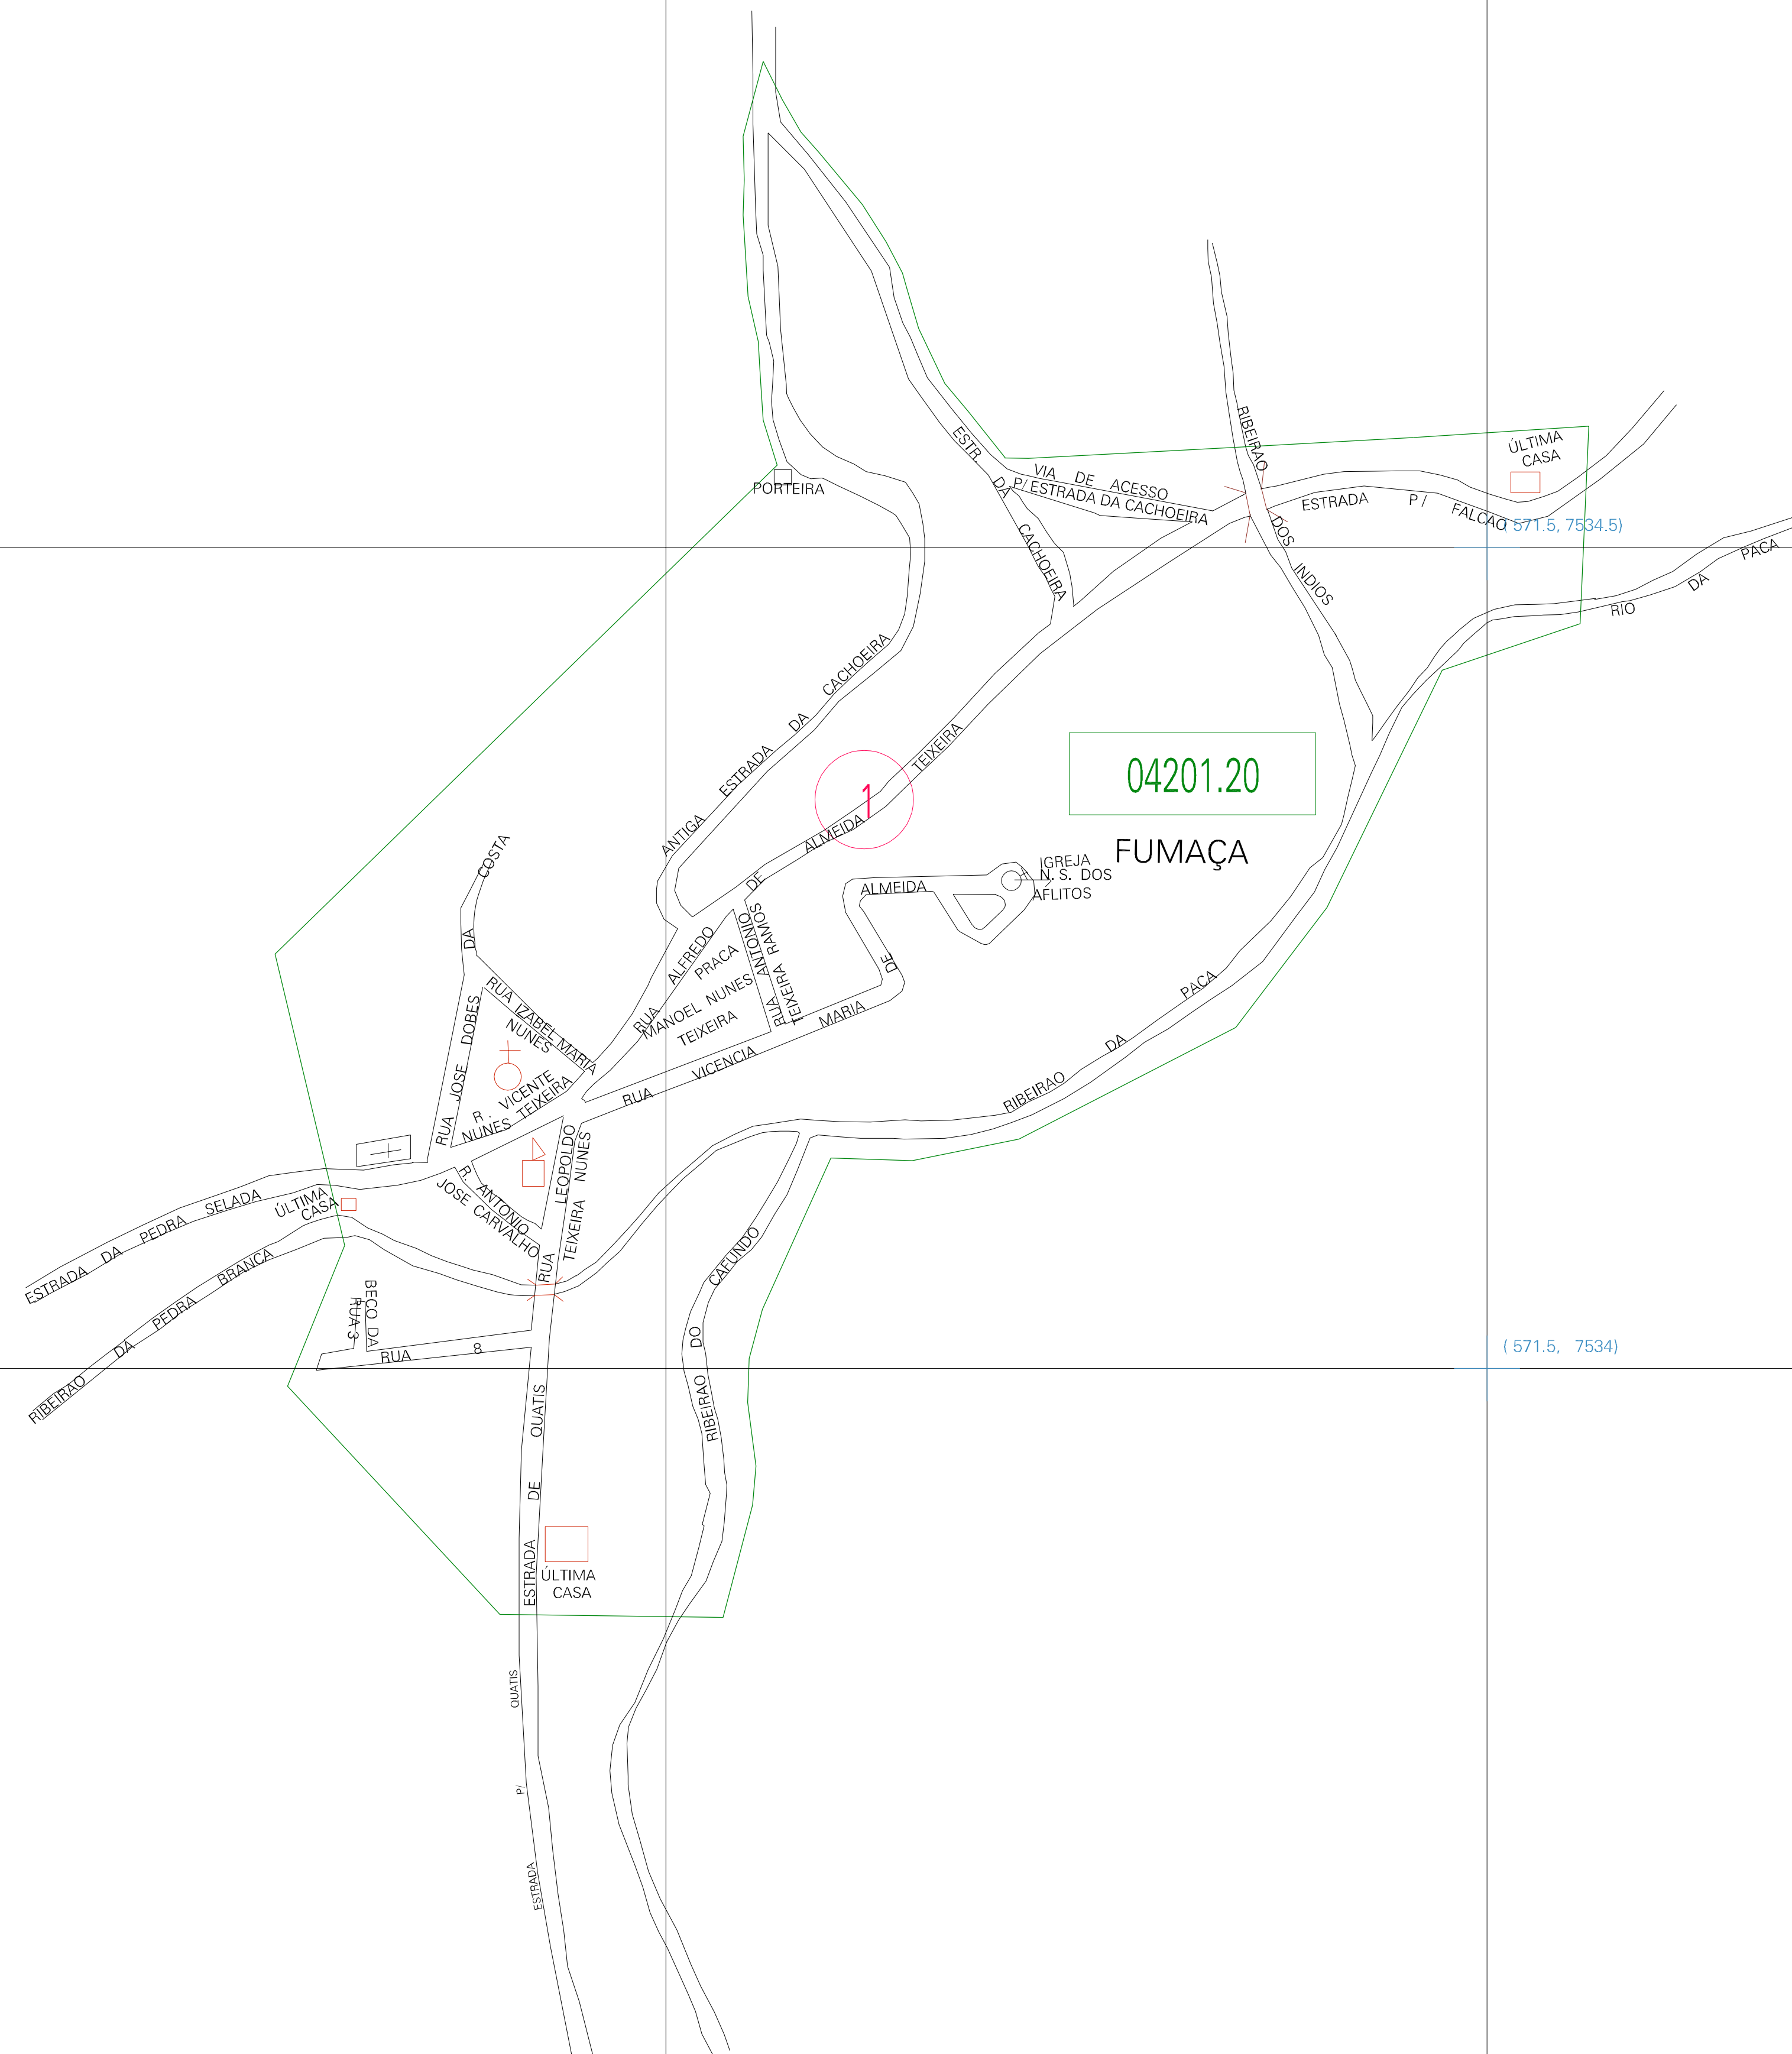 RIBEIRAO
DOS
INDIOS
ÚLTIMA
CASA
ESTR
DA
CACHOEIRA
VIA DE ACESSO
P/ ESTRADA DA CACHOEIRA
ESTRADA P/ FALCAO
( 571.5, 7534.5)
PORTEIRA
RIO DA PACA
ANTIGA ESTRADA DA CACHOEIRA
RUA ALFREDO DE ALMEIDA TEIXEIRA
1
04201.20
FUMAÇA
IGREJA
N. S. DOS
AFLITOS
RUA VICENCIA MARIA DE ALMEIDA
RUA ANTONIO
TEIXEIRA RAMOS
PRACA
MANOEL NUNES
TEIXEIRA
RUA JOSE DOBES DA COSTA
RUA IZABEL MARIA
NUNES
R. VICENTE
NUNES TEIXEIRA
RIBEIRAO DA PACA
RUA LEOPOLDO
TEIXEIRA NUNES
R. ANTONIO
JOSE CARVALHO
ESTRADA DA PEDRA SELADA
ÚLTIMA
CASA
RIBEIRAO DA PEDRA BRANCA
BECO DA
RUA 3
RUA 8
RIBEIRAO DO CAFUNDO
( 571.5, 7534)
ESTRADA DE QUATIS
ÚLTIMA
CASA
ESTRADA P/ QUATIS